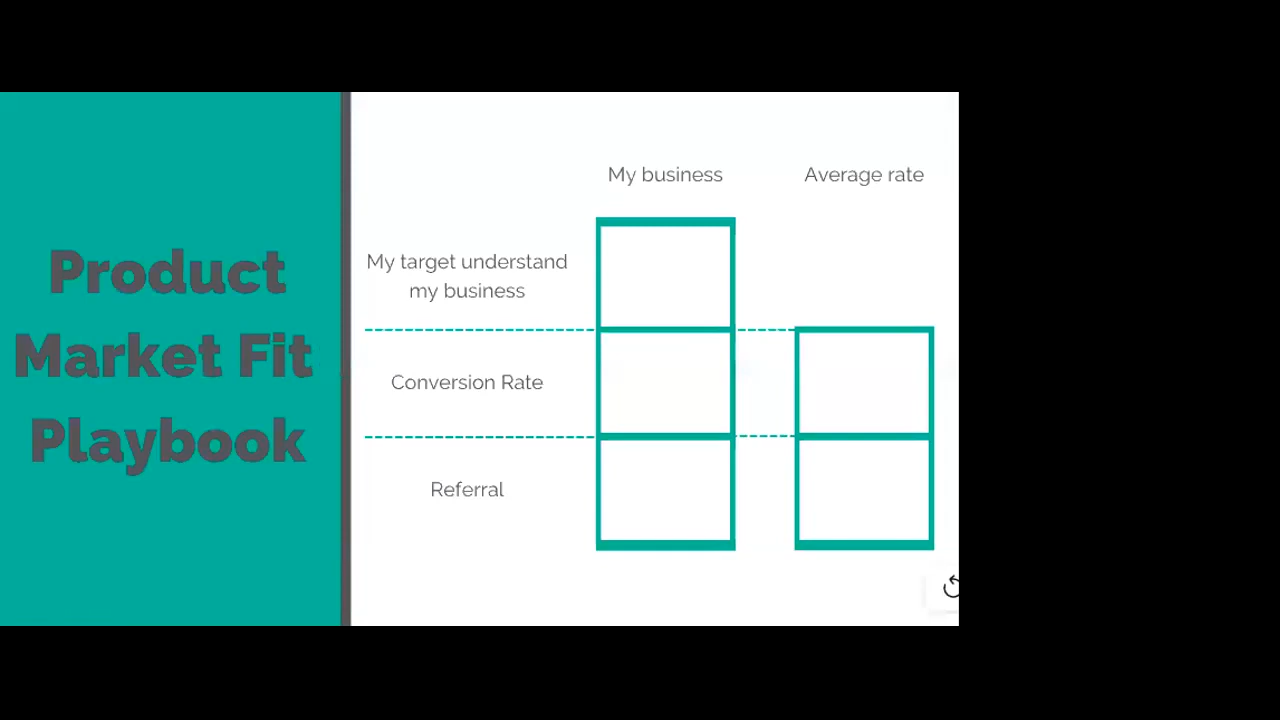 Product
Market Fit
Playbook
My business
Average rate
My target understand
my business
Conversion Rate
Referral